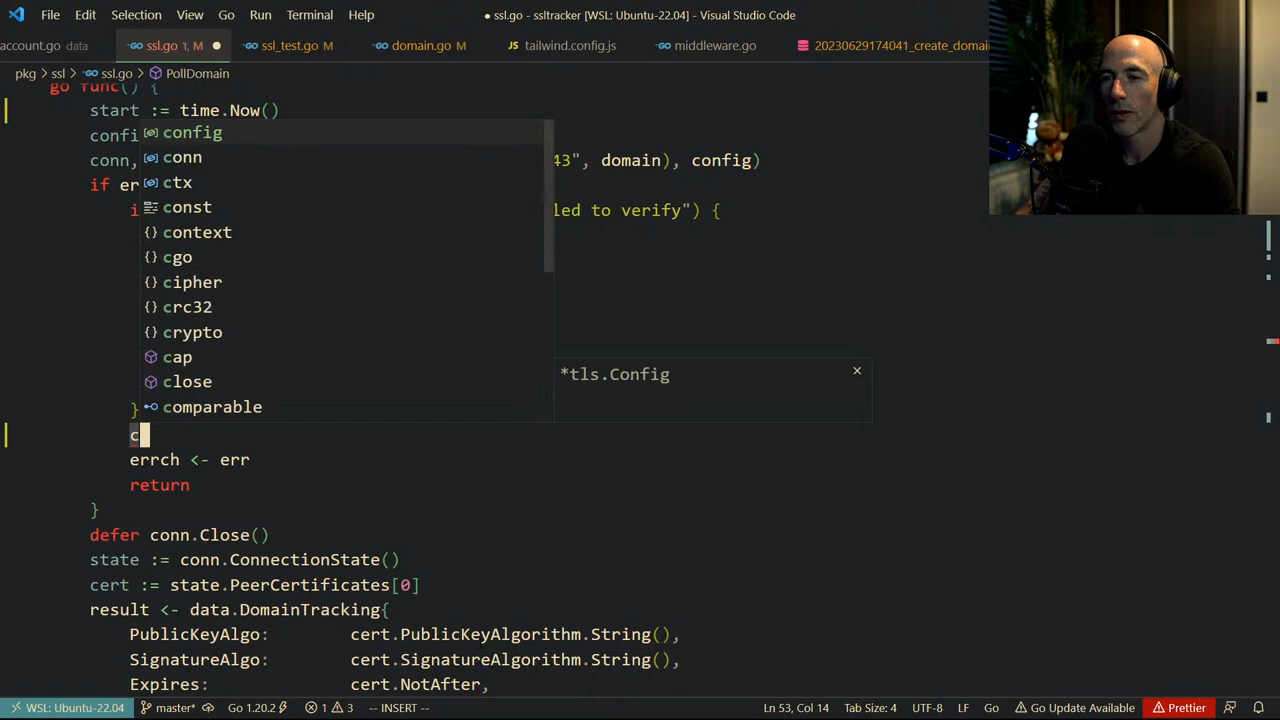 File Edit Selection View Go Run Terminal Help
● ssl.go - ssltracker [WSL: Ubuntu-22.04] - Visual Studio Code
account.go data ssl.go 1, M ssl_test.go M domain.go M tailwind.config.js middleware.go 20230629174041_create_domai
pkg > ssl > ssl.go > PollDomain
go func() {
start := time.Now()
confi
conn, 43", domain), config)
if er
i led to verify") {
config
conn
ctx
const
context
cgo
cipher
crc32
crypto
cap
close
comparable
*tls.Config
}
c
errch <- err
return
}
defer conn.Close()
state := conn.ConnectionState()
cert := state.PeerCertificates[0]
result <- data.DomainTracking{
PublicKeyAlgo: cert.PublicKeyAlgorithm.String(),
SignatureAlgo: cert.SignatureAlgorithm.String(),
Expires: cert.NotAfter,
WSL: Ubuntu-22.04 master* Go 1.20.2 1 3 -- INSERT -- Ln 53, Col 14 Tab Size: 4 UTF-8 LF Go Go Update Available Prettier